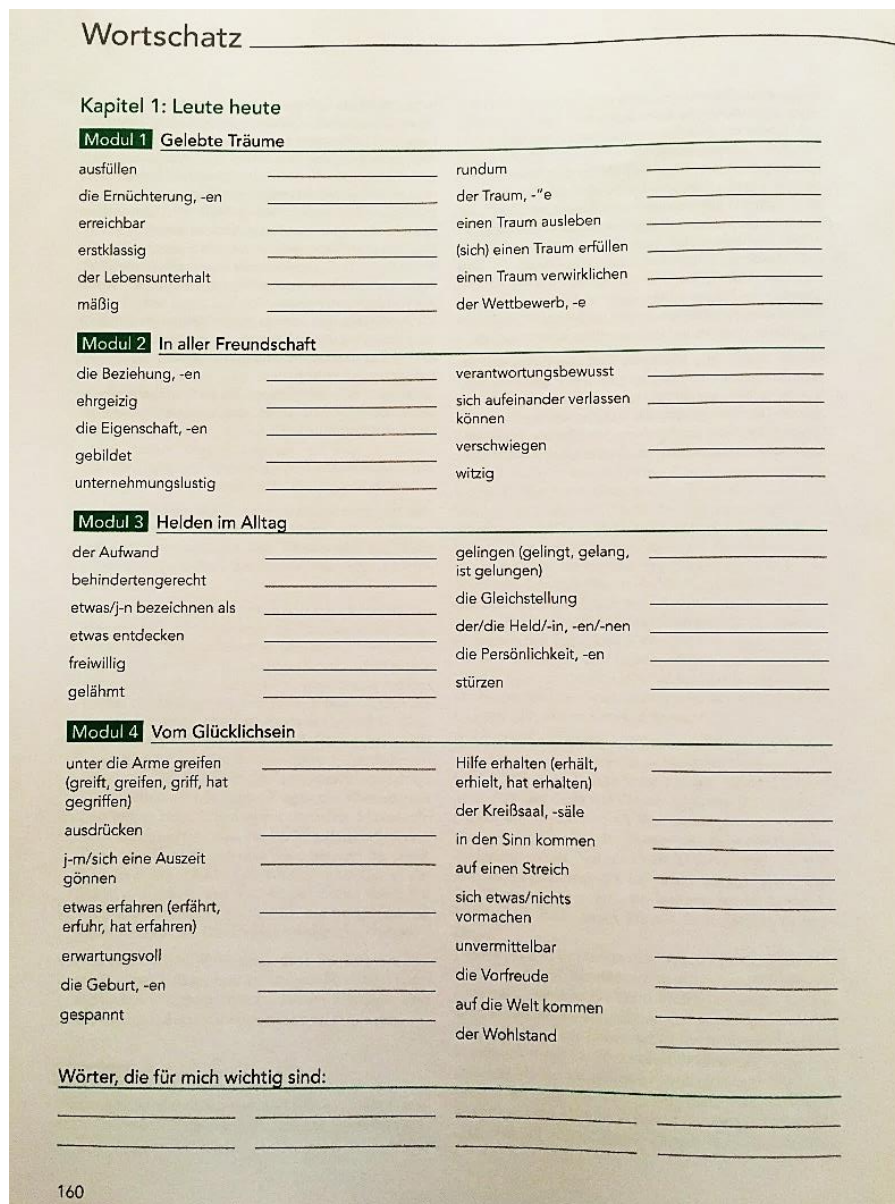 Wortschatz
Kapitel 1: Leute heute
Modul 1 Gelebte Träume
ausfüllen
die Ernüchterung, -en
erreichbar
erstklassig
der Lebensunterhalt
mäßig
rundum
der Traum, -"e
einen Traum ausleben
(sich) einen Traum erfüllen
einen Traum verwirklichen
der Wettbewerb, -e
Modul 2 In aller Freundschaft
die Beziehung, -en
ehrgeizig
die Eigenschaft, -en
gebildet
unternehmungslustig
verantwortungsbewusst
sich aufeinander verlassen
können
verschwiegen
witzig
Modul 3 Helden im Alltag
der Aufwand
behindertengerecht
etwas/j-n bezeichnen als
etwas entdecken
freiwillig
gelähmt
gelingen (gelingt, gelang,
ist gelungen)
die Gleichstellung
der/die Held/-in, -en/-nen
die Persönlichkeit, -en
stürzen
Modul 4 Vom Glücklichsein
unter die Arme greifen
(greift, greifen, griff, hat
gegriffen)
ausdrücken
j-m/sich eine Auszeit
gönnen
etwas erfahren (erfährt,
erfuhr, hat erfahren)
erwartungsvoll
die Geburt, -en
gespannt
Hilfe erhalten (erhält,
erhielt, hat erhalten)
der Kreißsaal, -säle
in den Sinn kommen
auf einen Streich
sich etwas/nichts
vormachen
unvermittelbar
die Vorfreude
auf die Welt kommen
der Wohlstand
Wörter, die für mich wichtig sind:
160